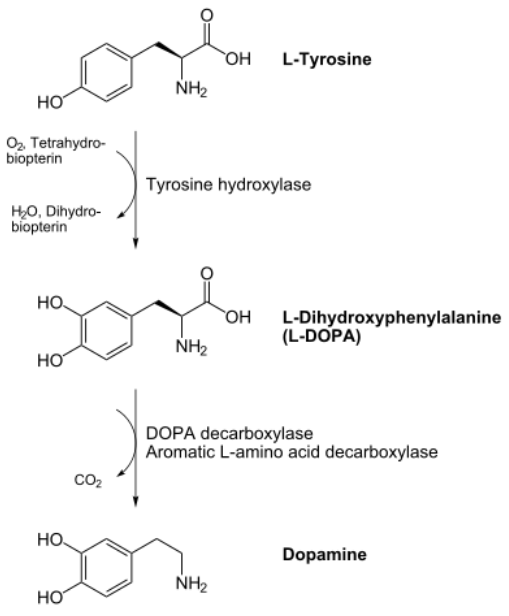 O
OH
L-Tyrosine
NH₂
HO
O₂, Tetrahydro-
biopterin
Tyrosine hydroxylase
H₂O, Dihydro-
biopterin
O
HO
OH
L-Dihydroxyphenylalanine
(L-DOPA)
NH₂
HO
DOPA decarboxylase
Aromatic L-amino acid decarboxylase
CO₂
HO
Dopamine
NH₂
HO